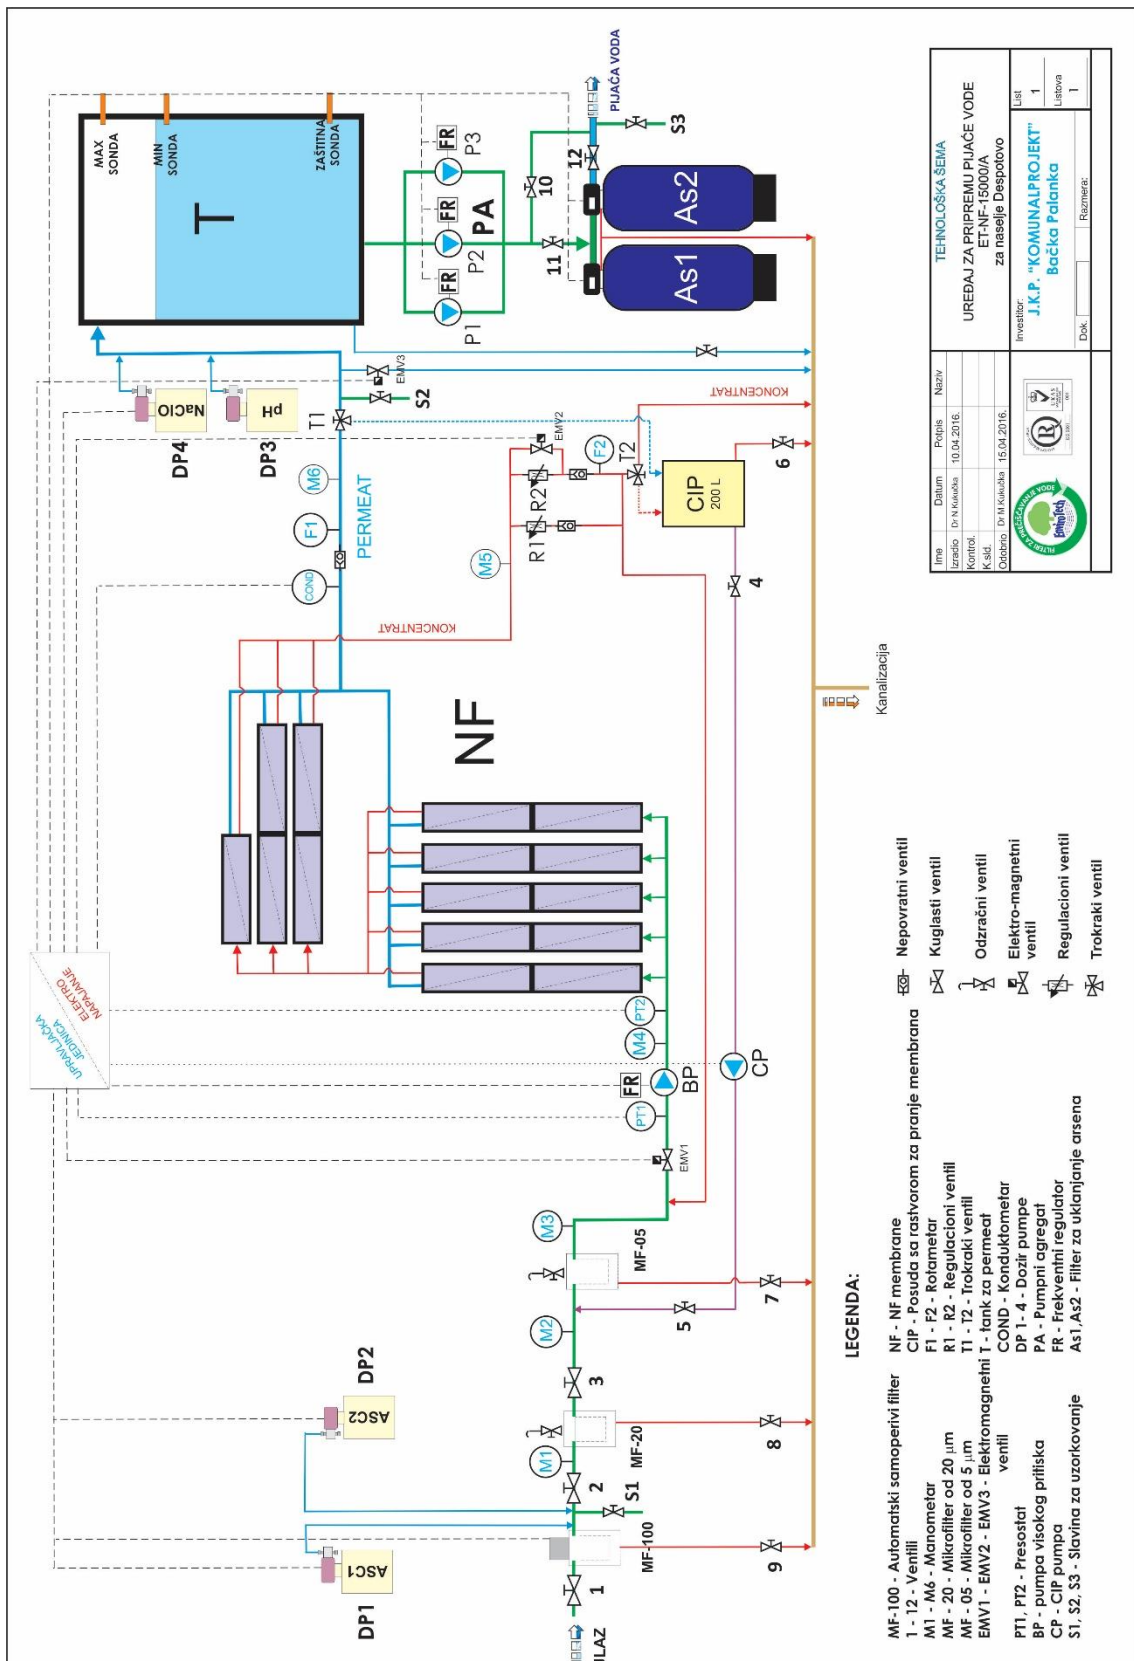 UPRAVLJAČKA
JEDINICA
ELEKTRO
NAPAJANJE
ULAZ
1
DP1
ASC1
MF-100
9
S1
2
DP2
ASC2
M1
MF-20
8
3
M2
5
MF-05
7
M3
EMV1
PT1
FR
BP
CP
M4
PT2
NF
KONCENTRAT
COND
F1
M6
PERMEAT
M5
R1
R2
EMV2
F2
T2
T1
S2
EMV3
CIP
200 L
4
6
KONCENTRAT
Kanalizacija
DP4
NaClO
DP3
pH
T
MAX
SONDA
MIN
SONDA
ZAŠTITNA
SONDA
P1
P2
P3
FR
FR
FR
PA
10
11
12
S3
PIJAĆA VODA
As1
As2
LEGENDA:
MF-100 - Automatski samoperivi filter
1 - 12 - Ventili
M1 - M6 - Manometar
MF - 20 - Mikrofilter od 20 µm
MF - 05 - Mikrofilter od 5 µm
EMV1 - EMV2 - EMV3 - Elektromagnetni
ventil
PT1, PT2 - Presostat
BP - pumpa visokog pritiska
CP - CIP pumpa
S1, S2, S3 - Slavina za uzorkovanje
NF - NF membrane
CIP - Posuda sa rastvorom za pranje membrana
F1 - F2 - Rotametar
R1 - R2 - Regulacioni ventil
T1 - T2 - Trokraki ventil
T - tank za permeat
COND - Konduktometar
DP 1- 4 - Dozir pumpe
PA - Pumpni agregat
FR - Frekventni regulator
As1,As2 - Filter za uklanjanje arsena
Nepovratni ventil
Kuglasti ventil
Odzračni ventil
Elektro-magnetni
ventil
Regulacioni ventil
Trokraki ventil
Ime Datum Potpis Naziv
Izradio Dr N.Kukučka 10.04.2016.
Kontrol.
K.sld.
Odobrio Dr M.Kukučka 15.04.2016.
TEHNOLOŠKA ŠEMA
UREĐAJ ZA PRIPREMU PIJAĆE VODE
ET-NF-15000/A
za naselje Despotovo
FILTERI ZA PREČIŠĆAVANJE VODE
EnviroTech
R
UKAS
Investitor:
J.K.P. "KOMUNALPROJEKT"
Bačka Palanka
List
1
Listova
1
Dok.
Razmera: